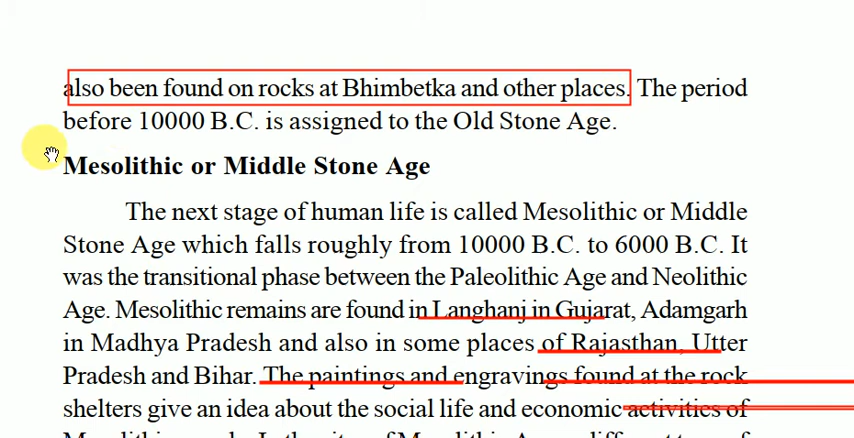 also been found on rocks at Bhimbetka and other places. The period
before 10000 B.C. is assigned to the Old Stone Age.
Mesolithic or Middle Stone Age
The next stage of human life is called Mesolithic or Middle
Stone Age which falls roughly from 10000 B.C. to 6000 B.C. It
was the transitional phase between the Paleolithic Age and Neolithic
Age. Mesolithic remains are found in Langhanj in Gujarat, Adamgarh
in Madhya Pradesh and also in some places of Rajasthan, Utter
Pradesh and Bihar. The paintings and engravings found at the rock
shelters give an idea about the social life and economic activities of